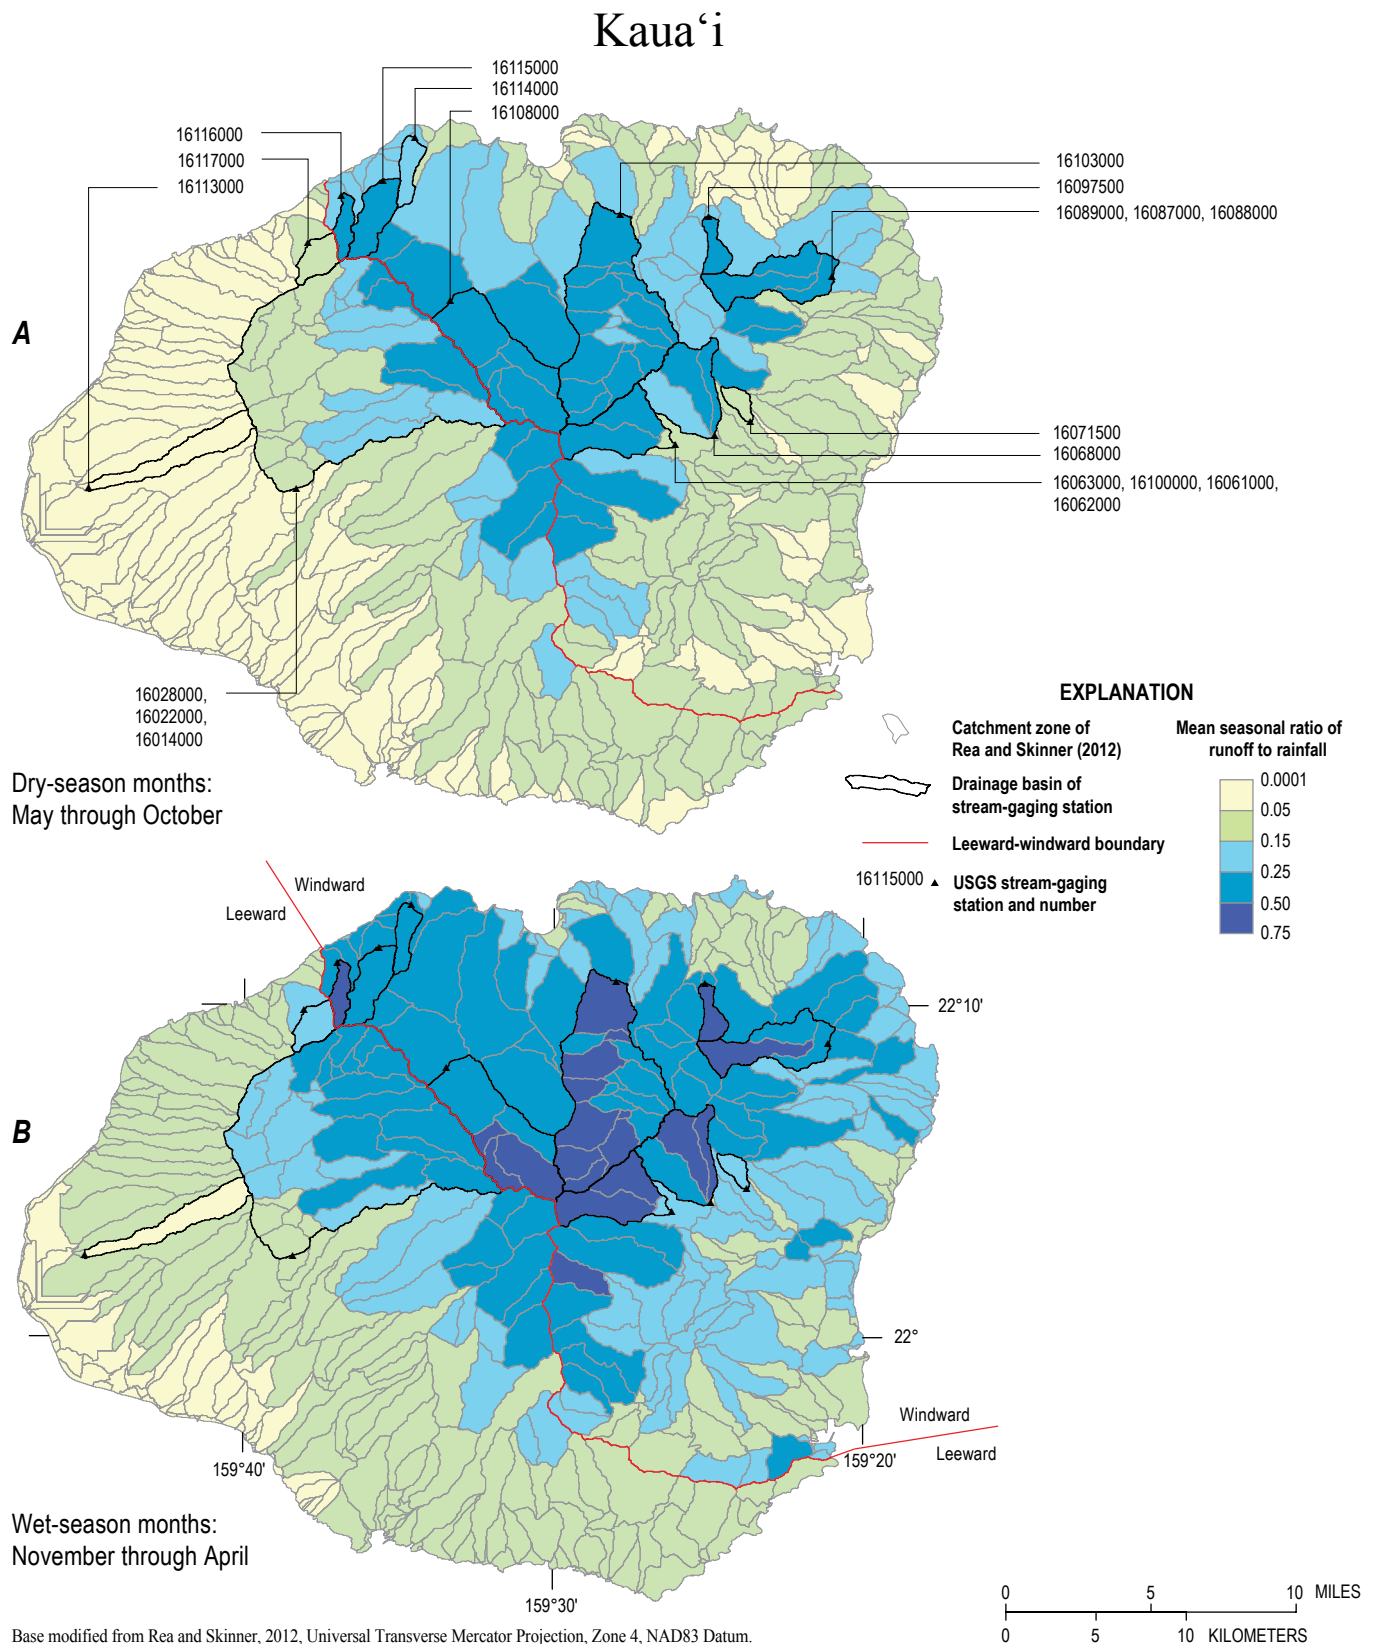 Kauaʻi
16115000
16114000
16108000
16116000
16117000
16113000
16103000
16097500
16089000, 16087000, 16088000
A
16071500
16068000
16063000, 16100000, 16061000,
16062000
16028000,
16022000,
16014000
Dry-season months:
May through October
EXPLANATION
Catchment zone of
Rea and Skinner (2012)
Drainage basin of
stream-gaging station
Leeward-windward boundary
16115000
USGS stream-gaging
station and number
Mean seasonal ratio of
runoff to rainfall
0.0001
0.05
0.15
0.25
0.50
0.75
Windward
Leeward
22°10'
B
22°
Windward
Leeward
159°40'
159°20'
Wet-season months:
November through April
159°30'
0 5 10 MILES
0 5 10 KILOMETERS
Base modified from Rea and Skinner, 2012, Universal Transverse Mercator Projection, Zone 4, NAD83 Datum.